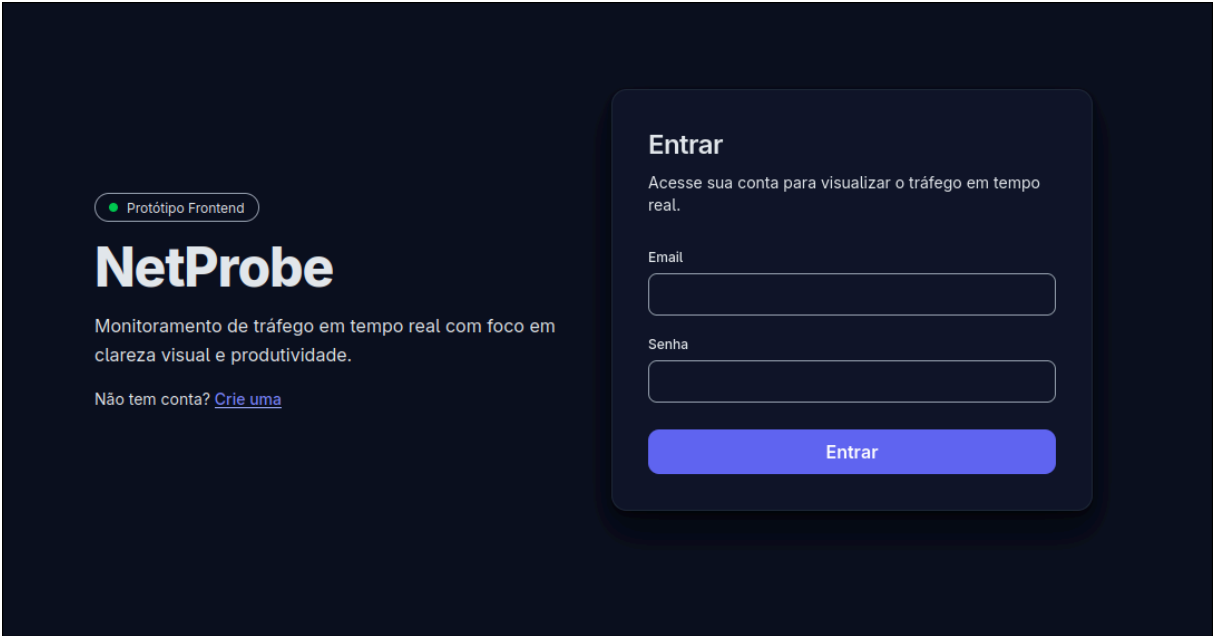 Protótipo Frontend
NetProbe
Monitoramento de tráfego em tempo real com foco em
clareza visual e produtividade.
Não tem conta? Crie uma
Entrar
Acesse sua conta para visualizar o tráfego em tempo
real.
Email
Senha
Entrar